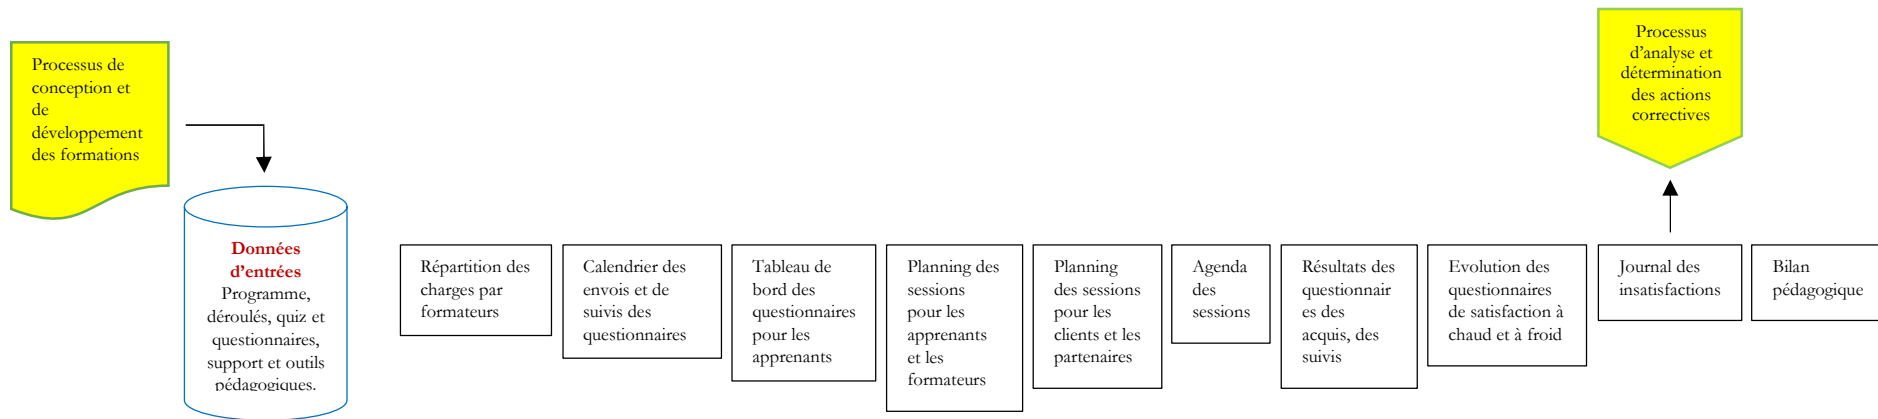 Processus de
conception et
de
développement
des formations
Données
d'entrées
Programme,
déroulés, quiz et
questionnaires,
support et outils
pédagogiques.
Répartition des
charges par
formateurs
Calendrier des
envois et de
suivis des
questionnaires
Tableau de
bord des
questionnaires
pour les
apprenants
Planning des
sessions
pour les
apprenants
et les
formateurs
Planning
des sessions
pour les
clients et les
partenaires
Agenda
des
sessions
Résultats des
questionnair
es des
acquis, des
suivis
Evolution des
questionnaires
de satisfaction à
chaud et à froid
Processus
d'analyse et
détermination
des actions
correctives
Journal des
insatisfactions
Bilan
pédagogique